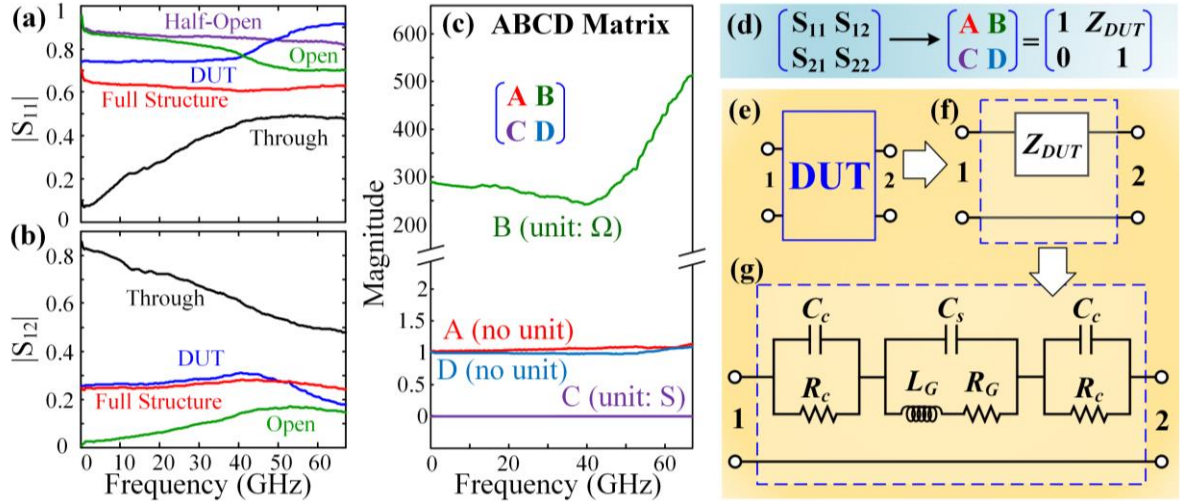 (a)
Half-Open
Open
DUT
Full Structure
Through
|S11|
1
0.8
0.6
0.4
0.2
0
(b)
Through
DUT
Full Structure
Open
|S12|
0.8
0.6
0.4
0.2
0
0 10 20 30 40 50 60
Frequency (GHz)
(c) ABCD Matrix
A B
C D
Magnitude
600
500
400
300
200
B (unit: Ω)
1.5
1
0.5
0
A (no unit)
D (no unit)
C (unit: S)
0 20 40 60
Frequency (GHz)
(d) S11 S12 A B = 1 ZDUT
S21 S22 C D 0 1
(e)
1 DUT 2
(f)
ZDUT
1 2
(g)
Cc Cs Cc
Rc LG RG Rc
1 2